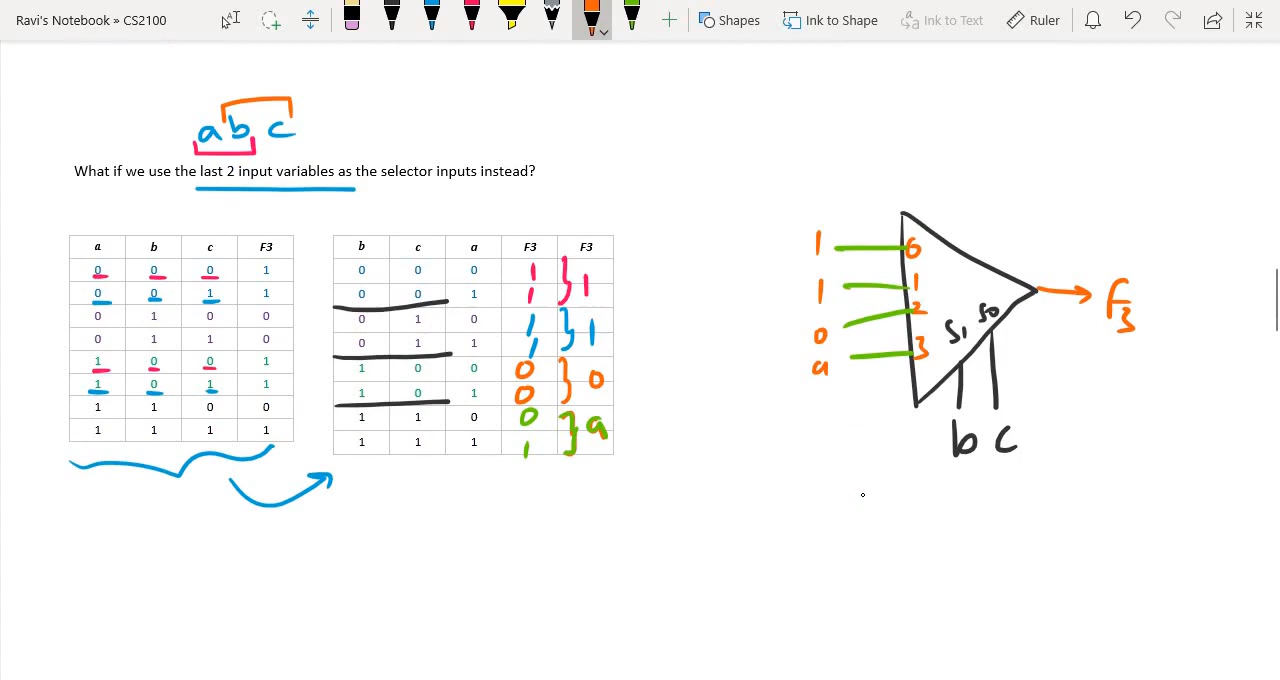 Ravi's Notebook » CS2100
Shapes
Ink to Shape
Ink to Text
Ruler
a b c
What if we use the last 2 input variables as the selector inputs instead?
a b c F3
0 0 0 1
0 0 1 1
0 1 0 0
0 1 1 0
1 0 0 1
1 0 1 1
1 1 0 0
1 1 1 1
b c a F3 F3
0 0 0 1
0 0 1 1
} 1
0 1 0 1
0 1 1 1
} 1
1 0 0 0
1 0 1 0
} 0
1 1 0 0
1 1 1 1
} a
1 0
1 1
0 2
a 3
S1 S0
b c
F3